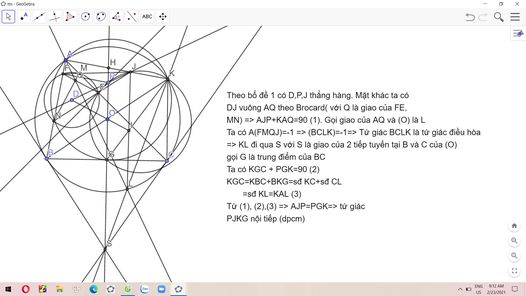 ttn - GeoGebra
ABC
Theo bổ đề 1 có D,P,J thẳng hàng. Mặt khác ta có
DJ vuông AQ theo Brocard( với Q là giao của FE,
MN) => AJP+KAQ=90 (1). Gọi giao của AQ và (O) là L
Ta có A(FMQJ)=-1 => (BCLK)=-1=> Tứ giác BCLK là tứ giác điều hòa
=> KL đi qua S với S là giao của 2 tiếp tuyến tại B và C của (O)
gọi G là trung điểm của BC
Ta có KGC + PGK=90 (2)
KGC=KBC+BKG=sđ KC+sđ CL
=sđ KL=KAL (3)
Từ (1), (2),(3) => AJP=PGK=> tứ giác
PJKG nội tiếp (dpcm)
A
H
J
F
M
K
E
D
O
N
I
B
G
C
L
S
ENG
US
9:12 AM
2/23/2021